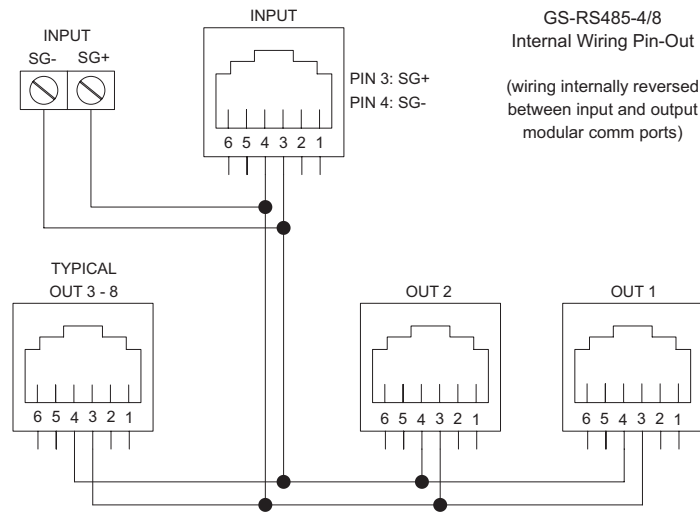 INPUT
SG- SG+
INPUT
PIN 3: SG+
PIN 4: SG-
6 5 4 3 2 1
GS-RS485-4/8
Internal Wiring Pin-Out
(wiring internally reversed
between input and output
modular comm ports)
TYPICAL
OUT 3 - 8
6 5 4 3 2 1
OUT 2
6 5 4 3 2 1
OUT 1
6 5 4 3 2 1